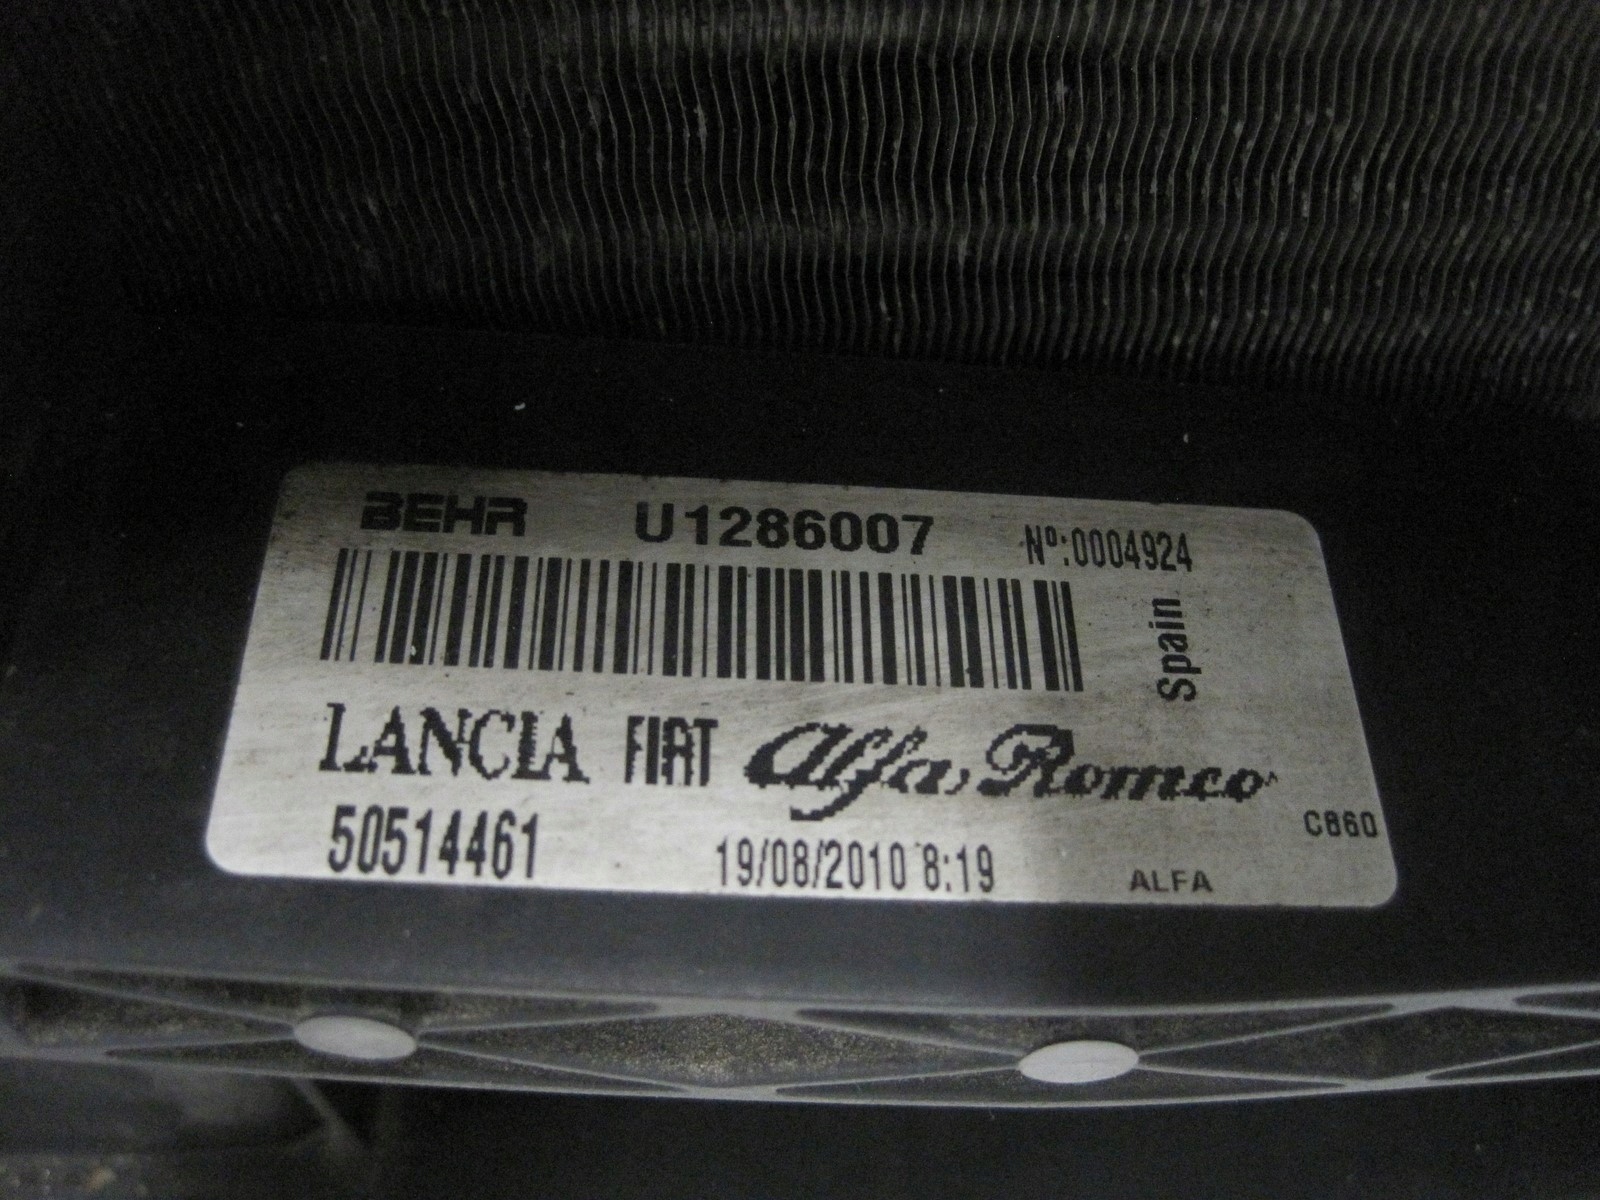 BEHR U1286007 Nº:0004924
Spain
LANCIA FIAT Alfa Romeo
C860
50514461 19/08/2010 8:19 ALFA